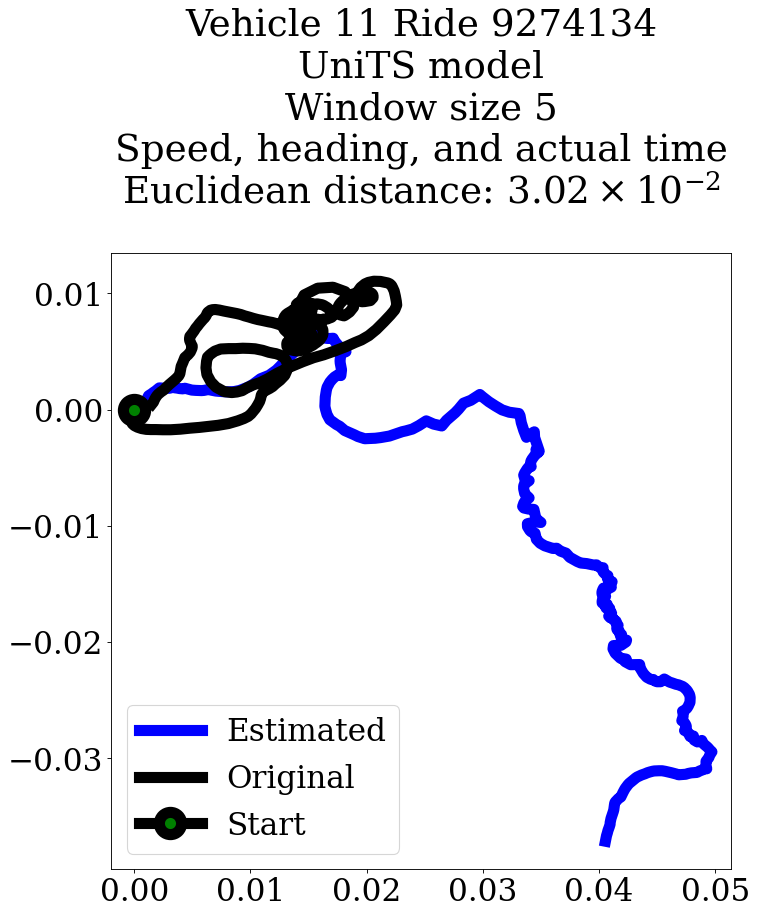 Vehicle 11 Ride 9274134
UniTS model
Window size 5
Speed, heading, and actual time
Euclidean distance: 3.02 × 10⁻²
0.01
0.00
−0.01
−0.02
−0.03
Estimated
Original
Start
0.00 0.01 0.02 0.03 0.04 0.05